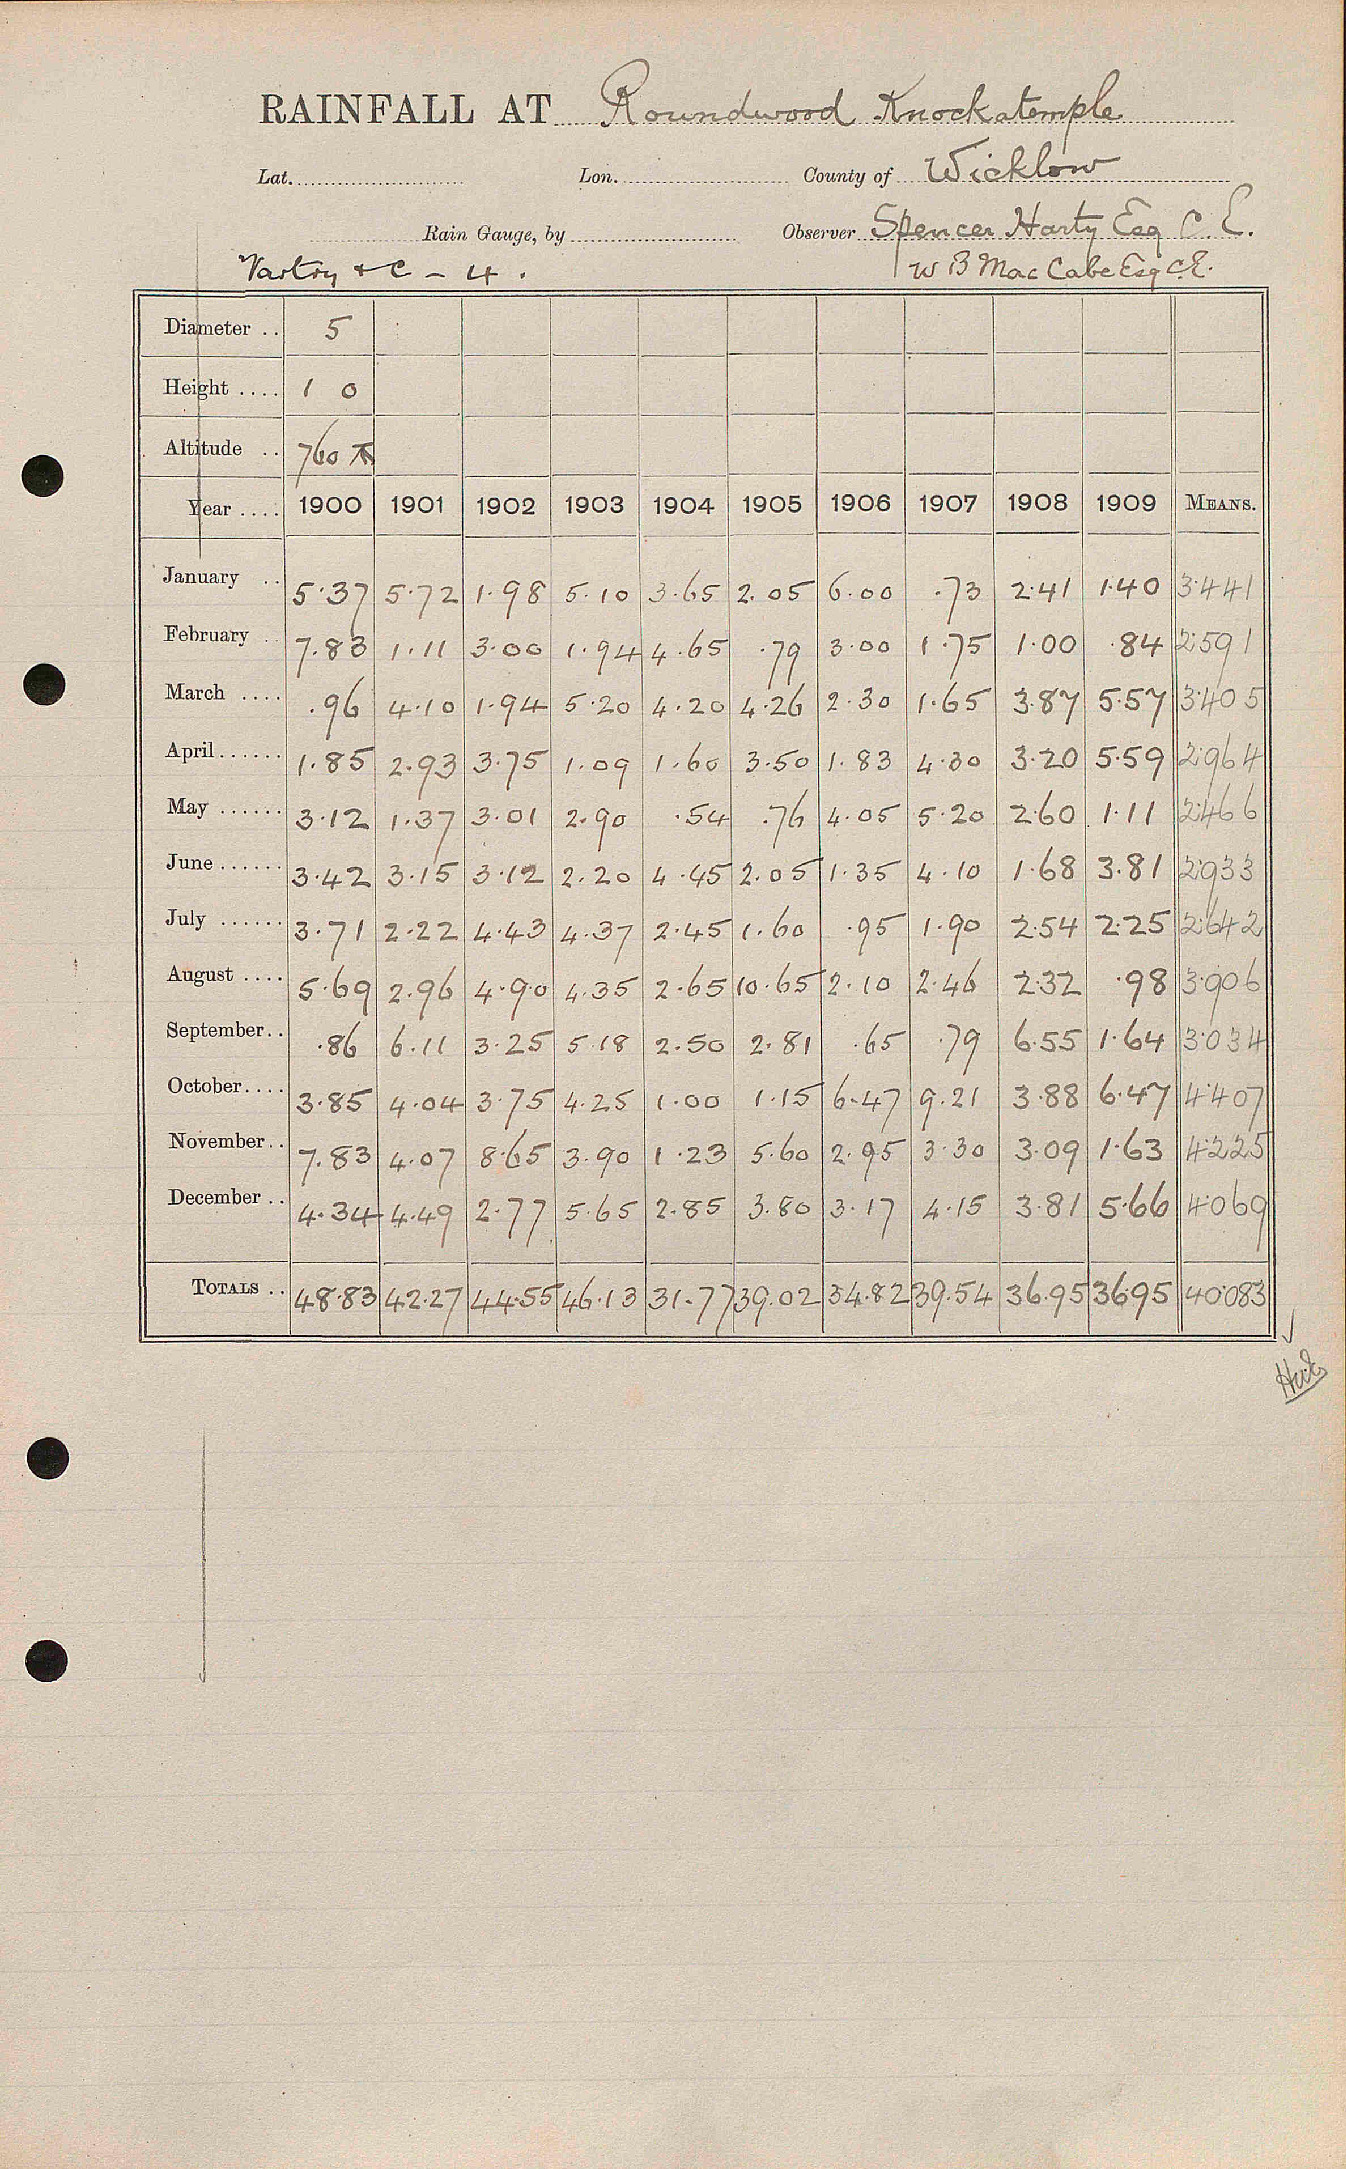 RAINFALL AT Roundwood Knockatemple
Lat. Lon. County of Wicklow
Rain Gauge, by Observer Spencer Harty Esq C. E.
Vartry &c - 4. W B Mac Cabe Esq C.E.
Diameter .. 5
Height .... 1 0
Altitude .. 760
Year .... 1900 1901 1902 1903 1904 1905 1906 1907 1908 1909 MEANS.
January .. 5.37 5.72 1.98 5.10 3.65 2.05 6.00 .73 2.41 1.40 3.441
February .. 7.83 1.11 3.00 1.94 4.65 .79 3.00 1.75 1.00 .84 2.591
March .... .96 4.10 1.94 5.20 4.20 4.26 2.30 1.65 3.87 5.57 3.405
April...... 1.85 2.93 3.75 1.09 1.60 3.50 1.83 4.30 3.20 5.59 2.964
May ...... 3.12 1.37 3.01 2.90 .54 .76 4.05 5.20 2.60 1.11 2.466
June...... 3.42 3.15 3.12 2.20 4.45 2.05 1.35 4.10 1.68 3.81 2.933
July ...... 3.71 2.22 4.43 4.37 2.45 1.60 .95 1.90 2.54 2.25 2.642
August .... 5.69 2.96 4.90 4.35 2.65 10.65 2.10 2.46 2.32 .98 3.906
September.. .86 6.11 3.25 5.18 2.50 2.81 .65 .79 6.55 1.64 3.034
October.... 3.85 4.04 3.75 4.25 1.00 1.15 6.47 9.21 3.88 6.47 4.407
November.. 7.83 4.07 8.65 3.90 1.23 5.60 2.95 3.30 3.09 1.63 4.225
December .. 4.34 4.49 2.77 5.65 2.85 3.80 3.17 4.15 3.81 5.66 4.069
TOTALS .. 48.83 42.27 44.55 46.13 31.77 39.02 34.82 39.54 36.95 36.95 40.083